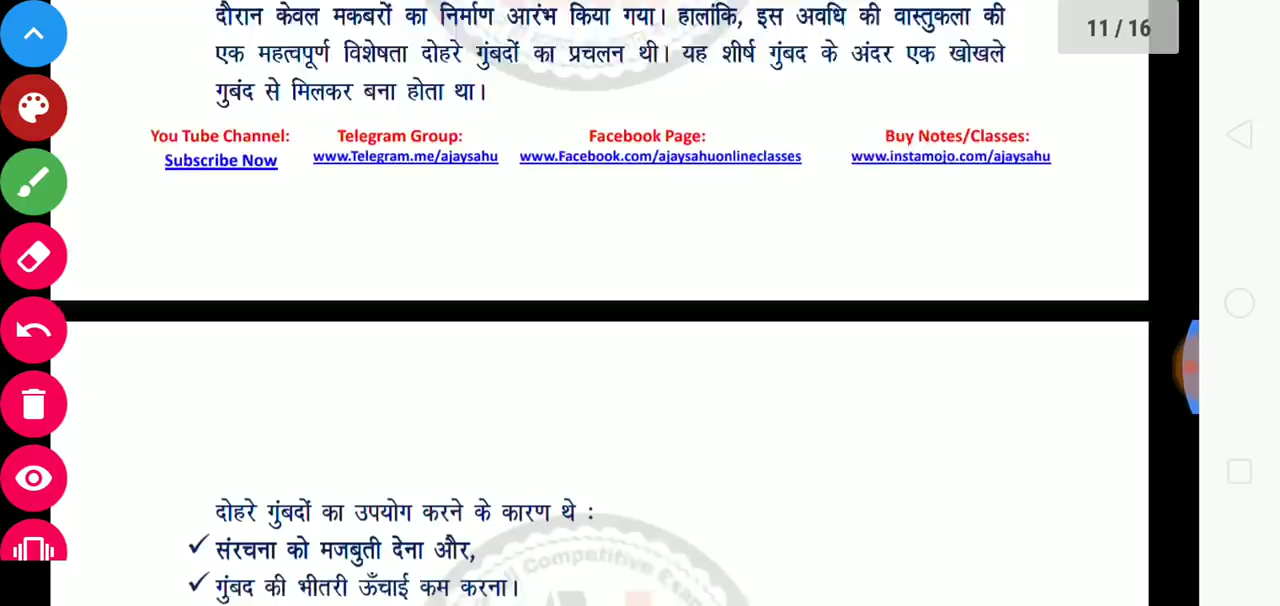 दौरान केवल मकबरों का निर्माण आरंभ किया गया। हालांकि, इस अवधि की वास्तुकला की
11 / 16
एक महत्वपूर्ण विशेषता दोहरे गुंबदों का प्रचलन थी। यह शीर्ष गुंबद के अंदर एक खोखले
गुबंद से मिलकर बना होता था।
You Tube Channel: Telegram Group: Facebook Page: Buy Notes/Classes:
Subscribe Now www.Telegram.me/ajaysahu www.Facebook.com/ajaysahuonlineclasses www.instamojo.com/ajaysahu
दोहरे गुंबदों का उपयोग करने के कारण थे :
✓ संरचना को मजबुती देना और,
✓ गुंबद की भीतरी ऊँचाई कम करना।
Competitive Exam